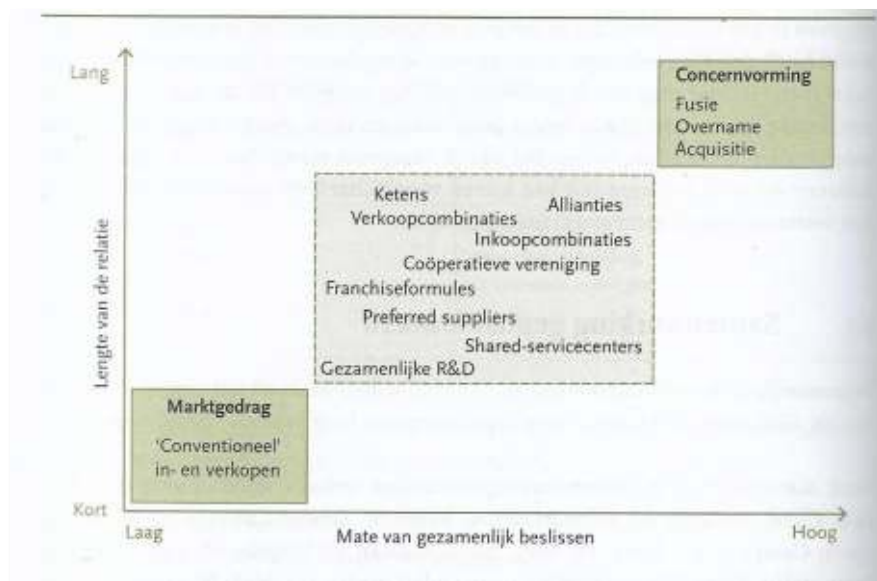 Lang
Concernvorming
Fusie
Overname
Acquisitie
Ketens
Allianties
Verkoopcombinaties
Inkoopcombinaties
Coöperatieve vereniging
Franchiseformules
Preferred suppliers
Shared-servicecenters
Gezamenlijke R&D
Lengte van de relatie
Marktgedrag
'Conventioneel'
in- en verkopen
Kort
Laag
Mate van gezamenlijk beslissen
Hoog